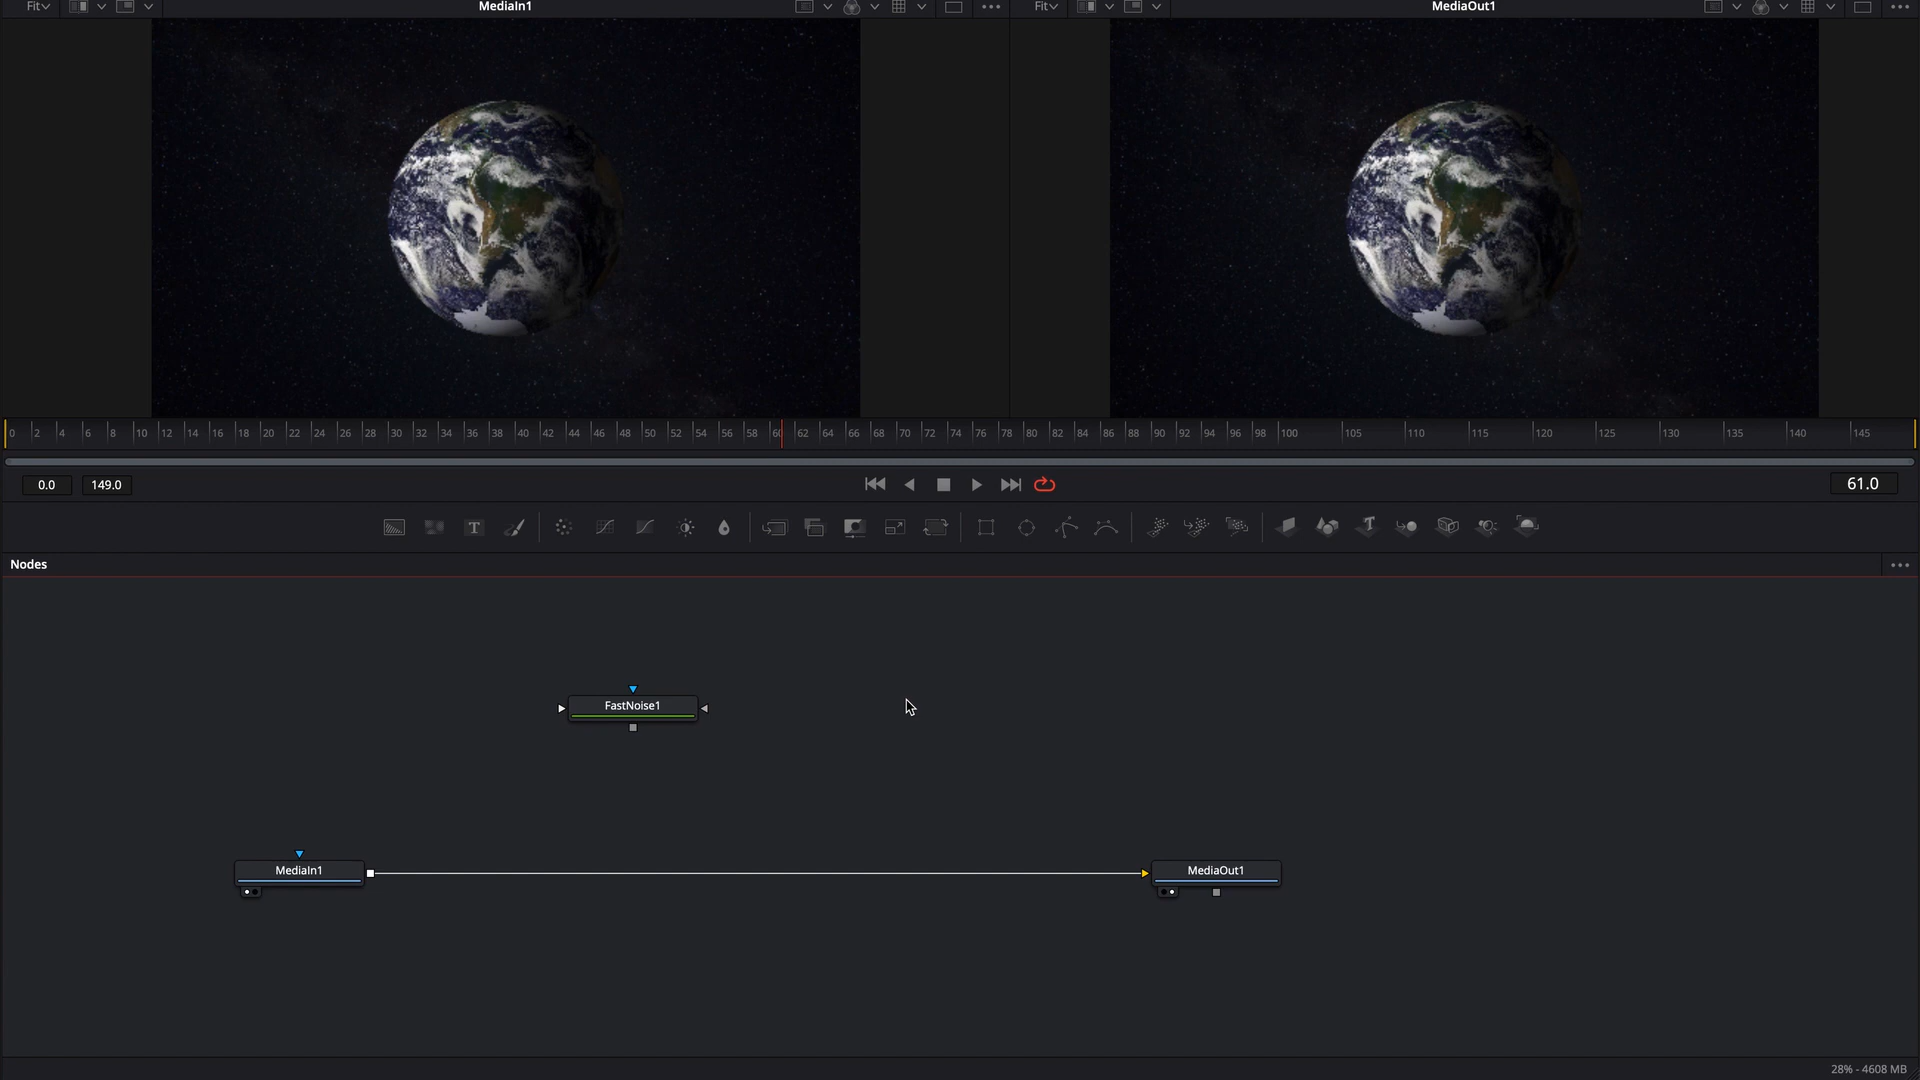 Fit MediaIn1 Fit MediaOut1
0 2 4 6 8 10 12 14 16 18 20 22 24 26 28 30 32 34 36 38 40 42 44 46 48 50 52 54 56 58 60 62 64 66 68 70 72 74 76 78 80 82 84 86 88 90 92 94 96 98 100 105 110 115 120 125 130 135 140 145
0.0 149.0 61.0
T T
Nodes
FastNoise1
MediaIn1 MediaOut1
28% - 4608 MB